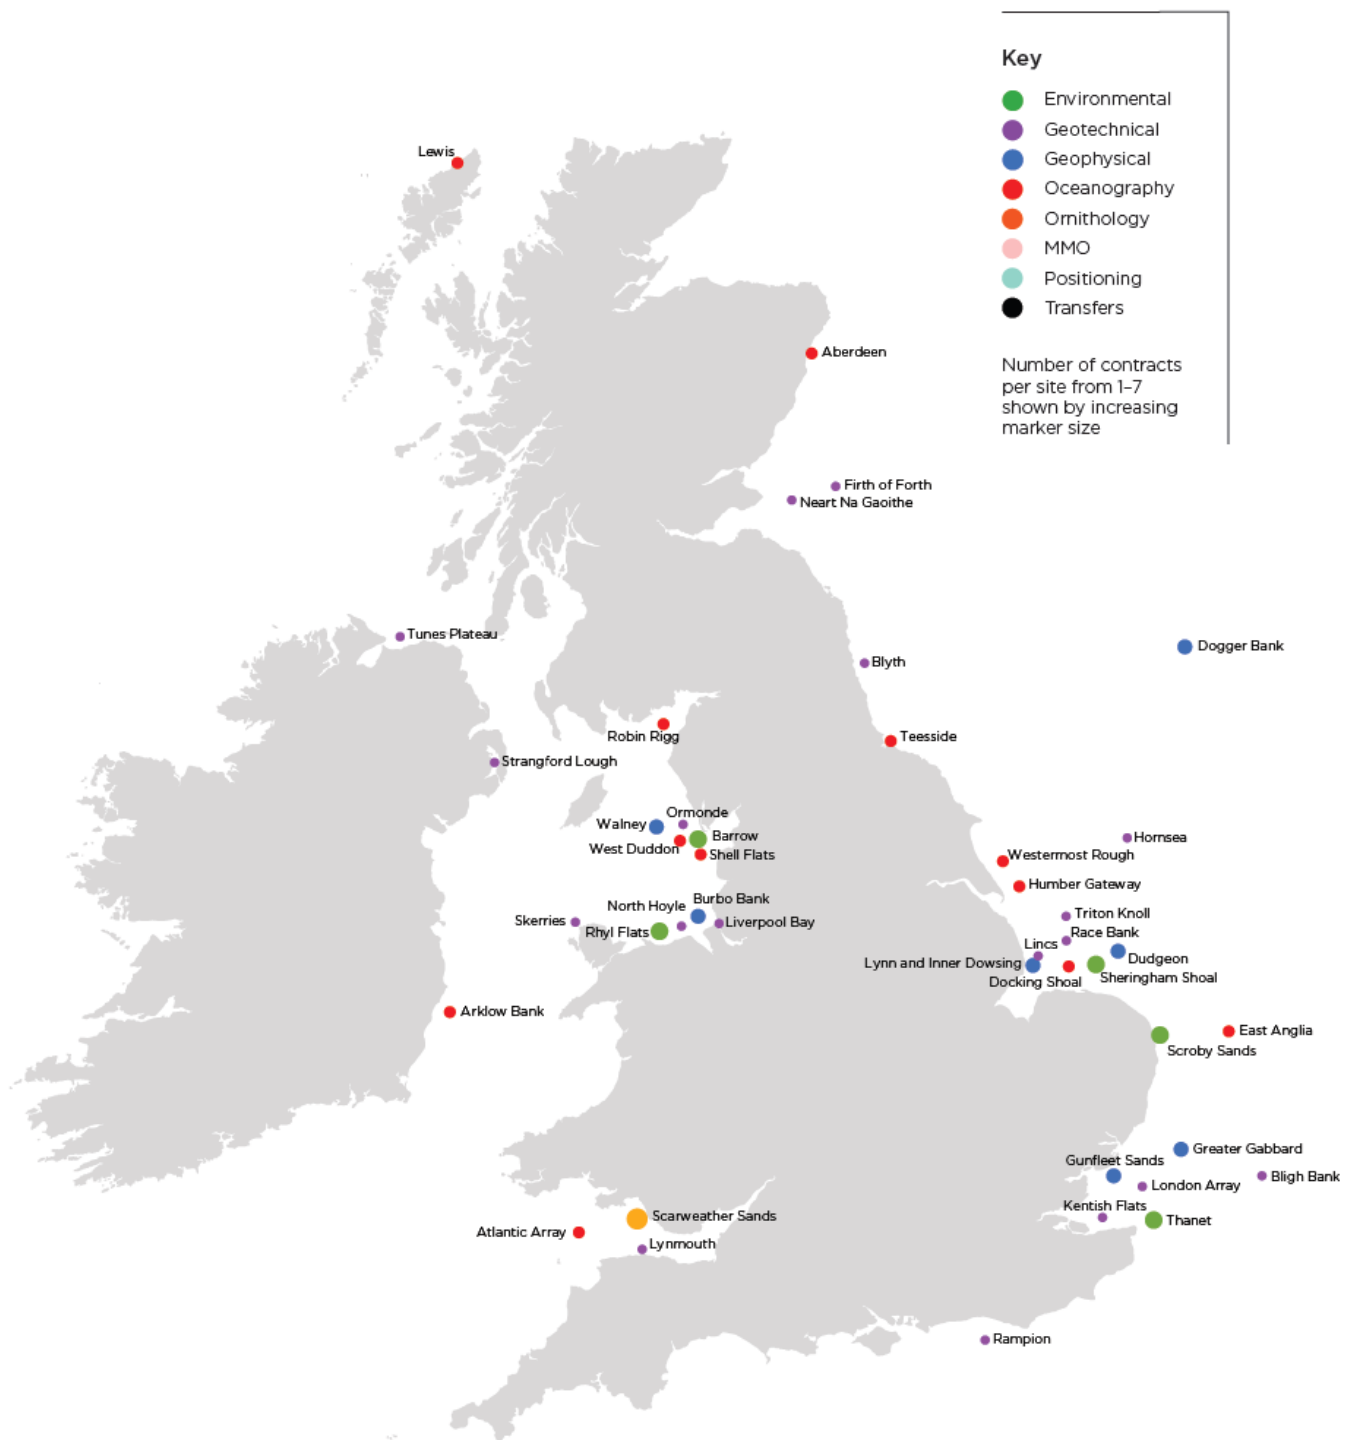 Key
Environmental
Geotechnical
Geophysical
Oceanography
Ornithology
MMO
Positioning
Transfers
Number of contracts
per site from 1–7
shown by increasing
marker size
Lewis
Aberdeen
Firth of Forth
Neart Na Gaoithe
Tunes Plateau
Dogger Bank
Blyth
Robin Rigg
Teesside
Strangford Lough
Ormonde
Walney
Barrow
West Duddon
Shell Flats
Hornsea
Westermost Rough
Humber Gateway
Burbo Bank
North Hoyle
Skerries
Liverpool Bay
Rhyl Flats
Triton Knoll
Race Bank
Lincs
Dudgeon
Lynn and Inner Dowsing
Sheringham Shoal
Docking Shoal
Arklow Bank
East Anglia
Scroby Sands
Greater Gabbard
Gunfleet Sands
Bligh Bank
London Array
Kentish Flats
Thanet
Scarweather Sands
Atlantic Array
Lynmouth
Rampion